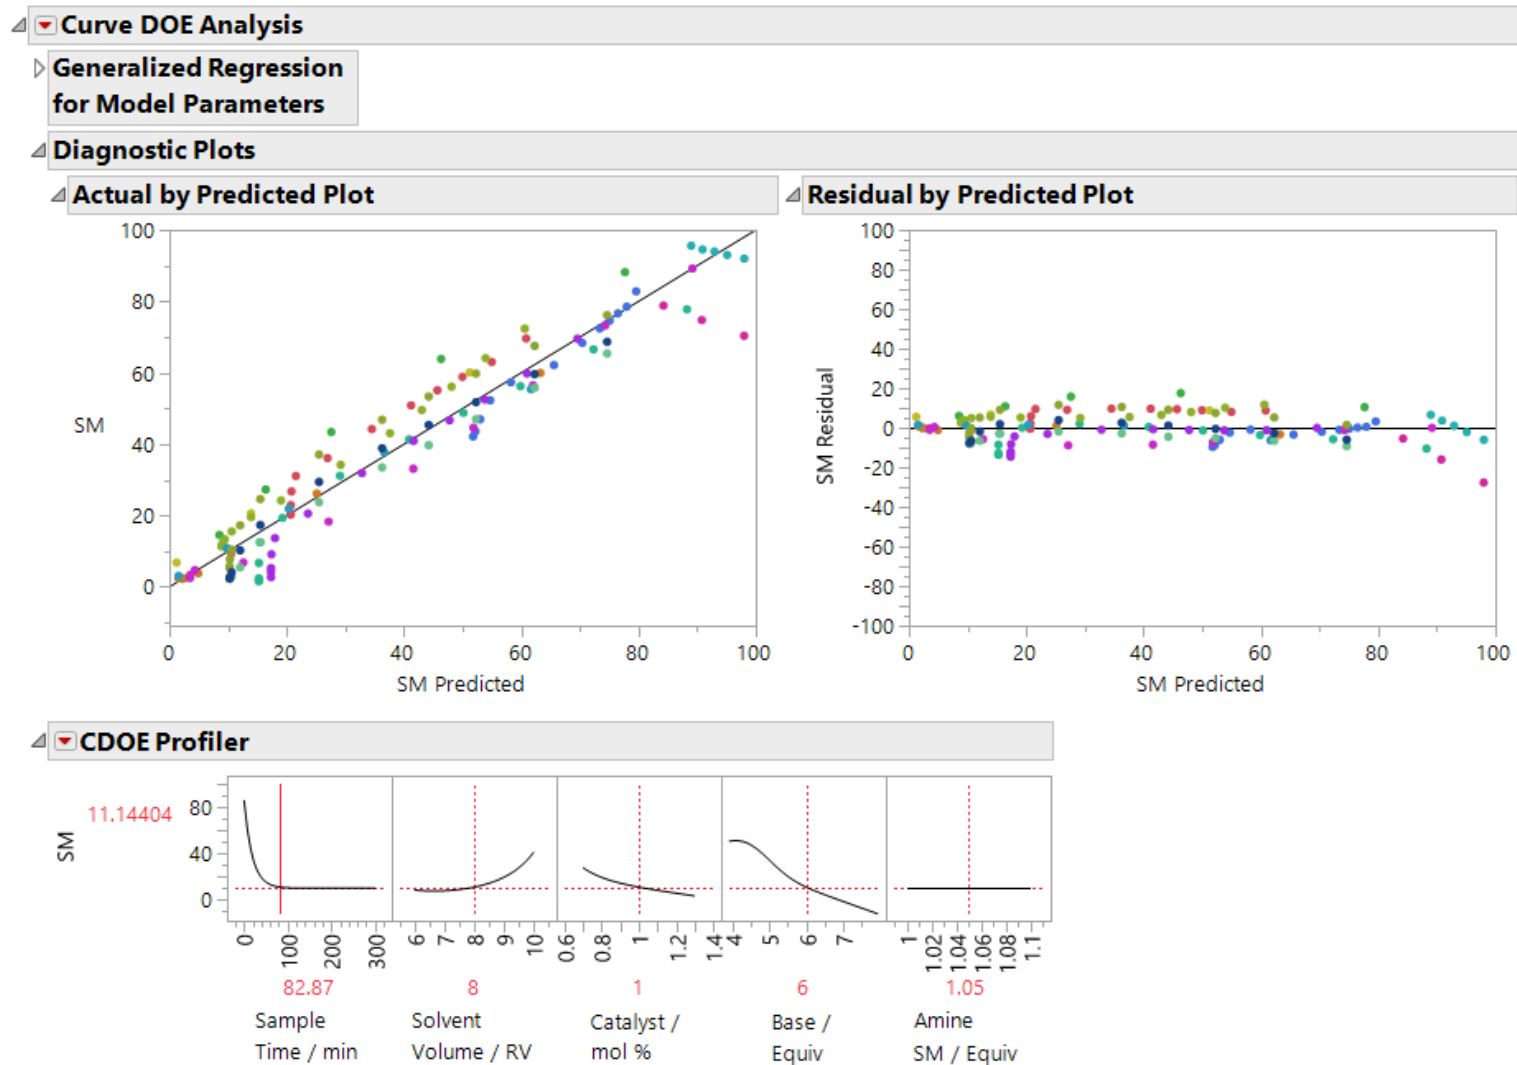 Curve DOE Analysis
Generalized Regression
for Model Parameters
Diagnostic Plots
Actual by Predicted Plot
Residual by Predicted Plot
100
80
60
40
20
0
SM
0 20 40 60 80 100
SM Predicted
100
80
60
40
20
0
-20
-40
-60
-80
-100
SM Residual
0 20 40 60 80 100
SM Predicted
CDOE Profiler
SM
11.14404
80
40
0
0 100 200 300
6 7 8 9 10
0.6 0.8 1 1.2 1.4
4 5 6 7
1 1.02 1.04 1.06 1.08 1.1
82.87
Sample
Time / min
8
Solvent
Volume / RV
1
Catalyst /
mol %
6
Base /
Equiv
1.05
Amine
SM / Equiv